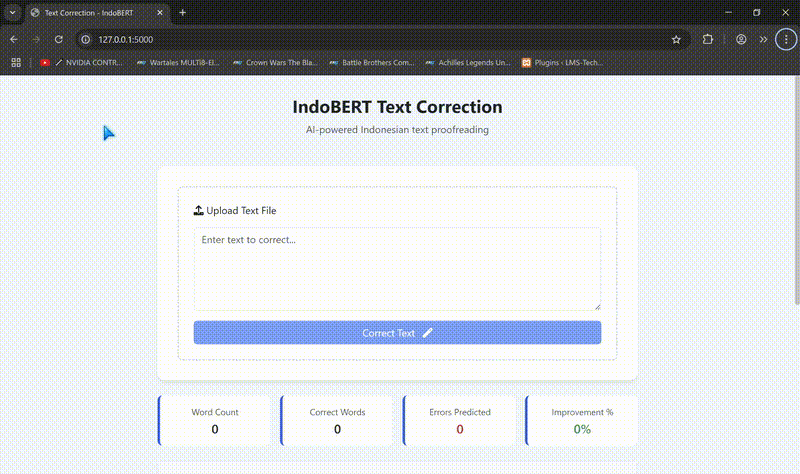 Text Correction - IndoBERT
127.0.0.1:5000
NVIDIA CONTR...
Wartales MULTi8-El...
Crown Wars The Bla...
Battle Brothers Com...
Achilles Legends Un...
Plugins ‹ LMS-Tech...
IndoBERT Text Correction
AI-powered Indonesian text proofreading
Upload Text File
Enter text to correct...
Correct Text
Word Count
0
Correct Words
0
Errors Predicted
0
Improvement %
0%